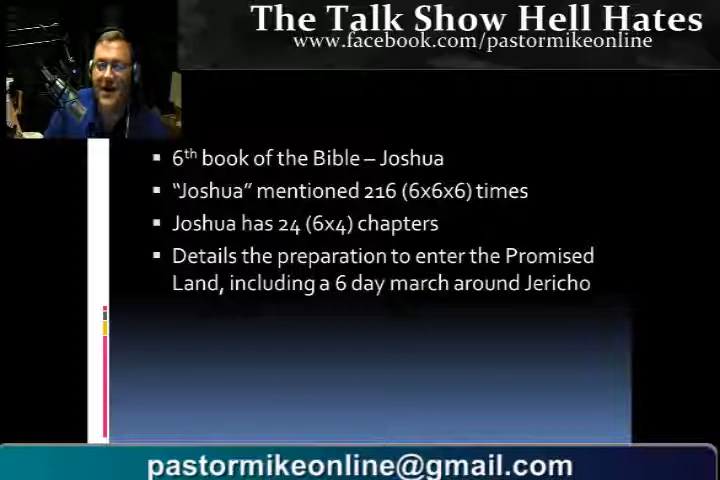 The Talk Show Hell Hates
www.facebook.com/pastormikeonline
▪ 6th book of the Bible – Joshua
▪ “Joshua” mentioned 216 (6x6x6) times
▪ Joshua has 24 (6x4) chapters
▪ Details the preparation to enter the Promised
Land, including a 6 day march around Jericho
pastormikeonline@gmail.com